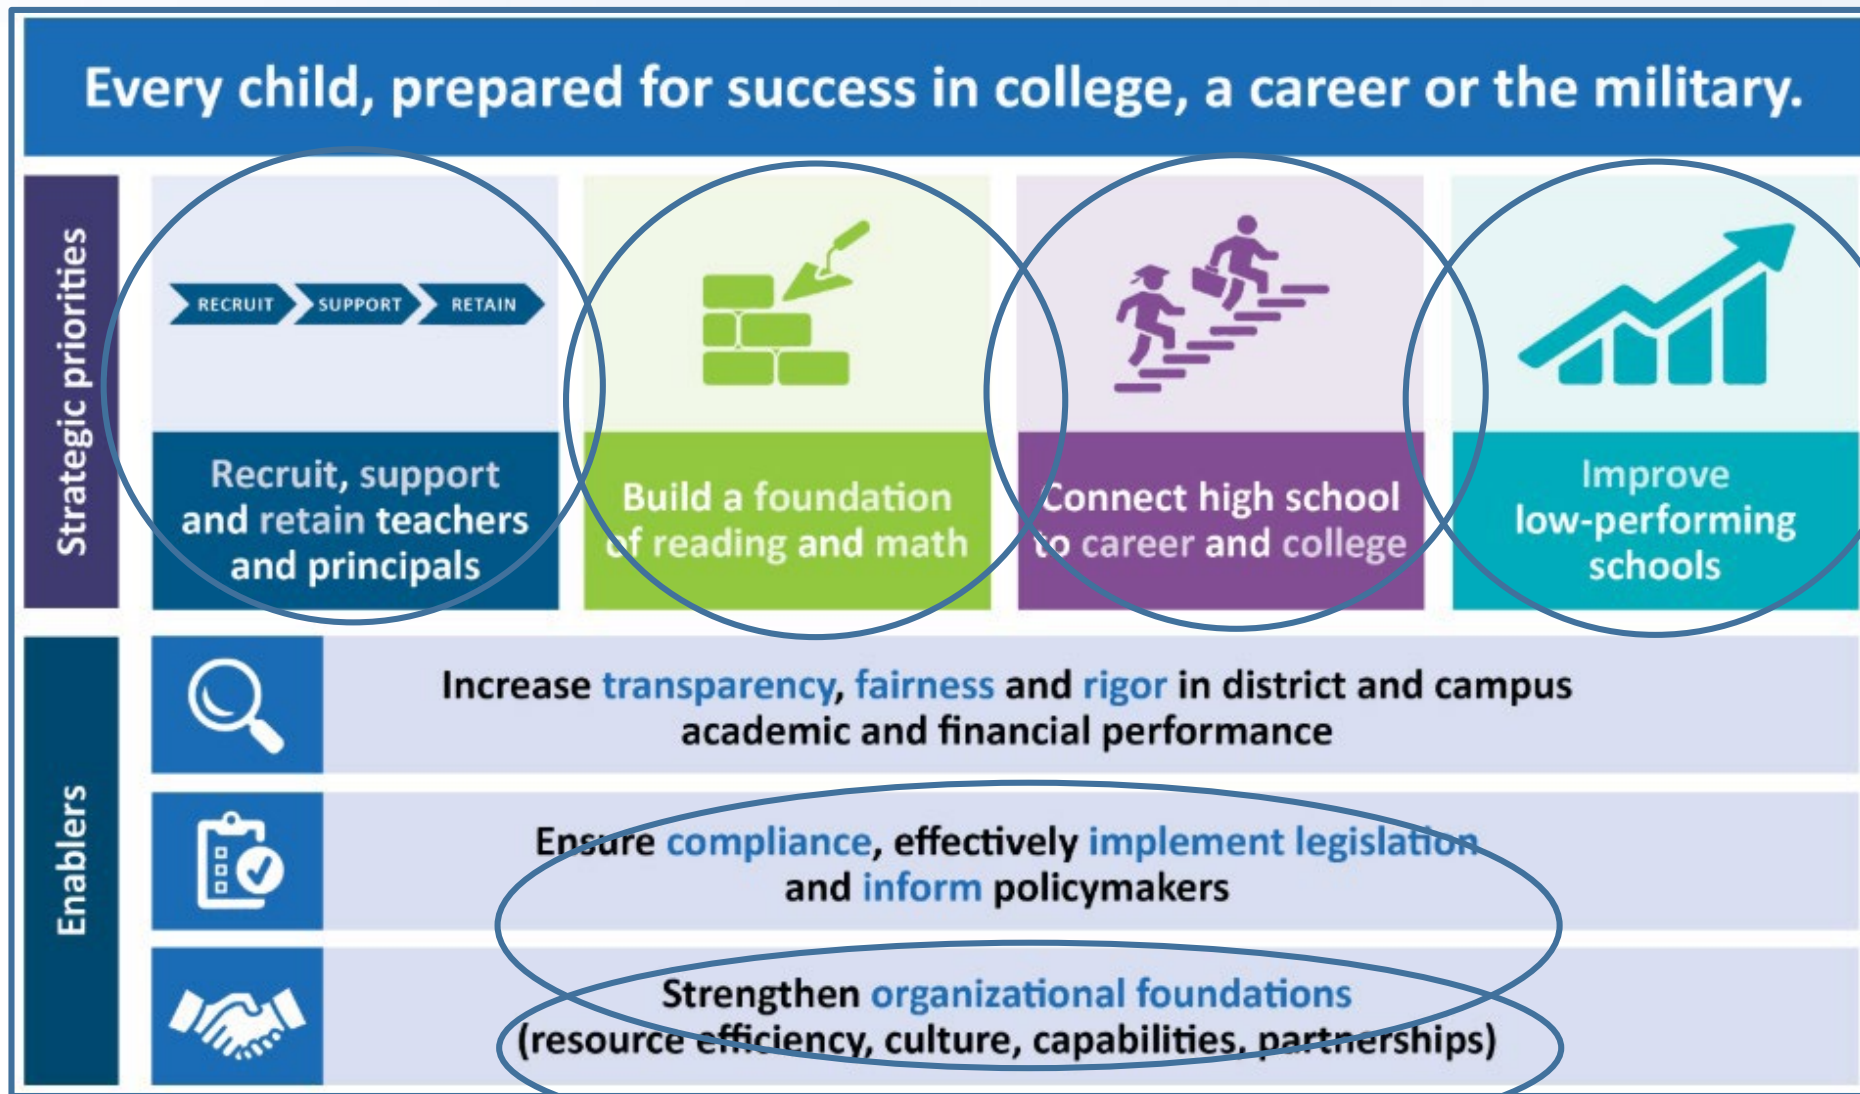 Every child, prepared for success in college, a career or the military.
Strategic priorities
RECRUIT
SUPPORT
RETAIN
Recruit, support
and retain teachers
and principals
Build a foundation
of reading and math
Connect high school
to career and college
Improve
low-performing
schools
Enablers
Increase transparency, fairness and rigor in district and campus
academic and financial performance
Ensure compliance, effectively implement legislation
and inform policymakers
Strengthen organizational foundations
(resource efficiency, culture, capabilities, partnerships)